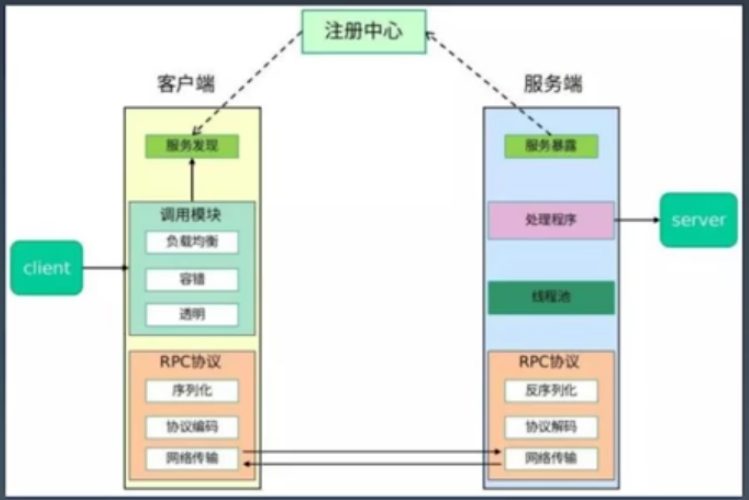 注册中心
客户端
服务端
服务发现
服务暴露
调用模块
负载均衡
容错
透明
处理程序
线程池
client
server
RPC协议
序列化
协议编码
网络传输
RPC协议
反序列化
协议解码
网络传输